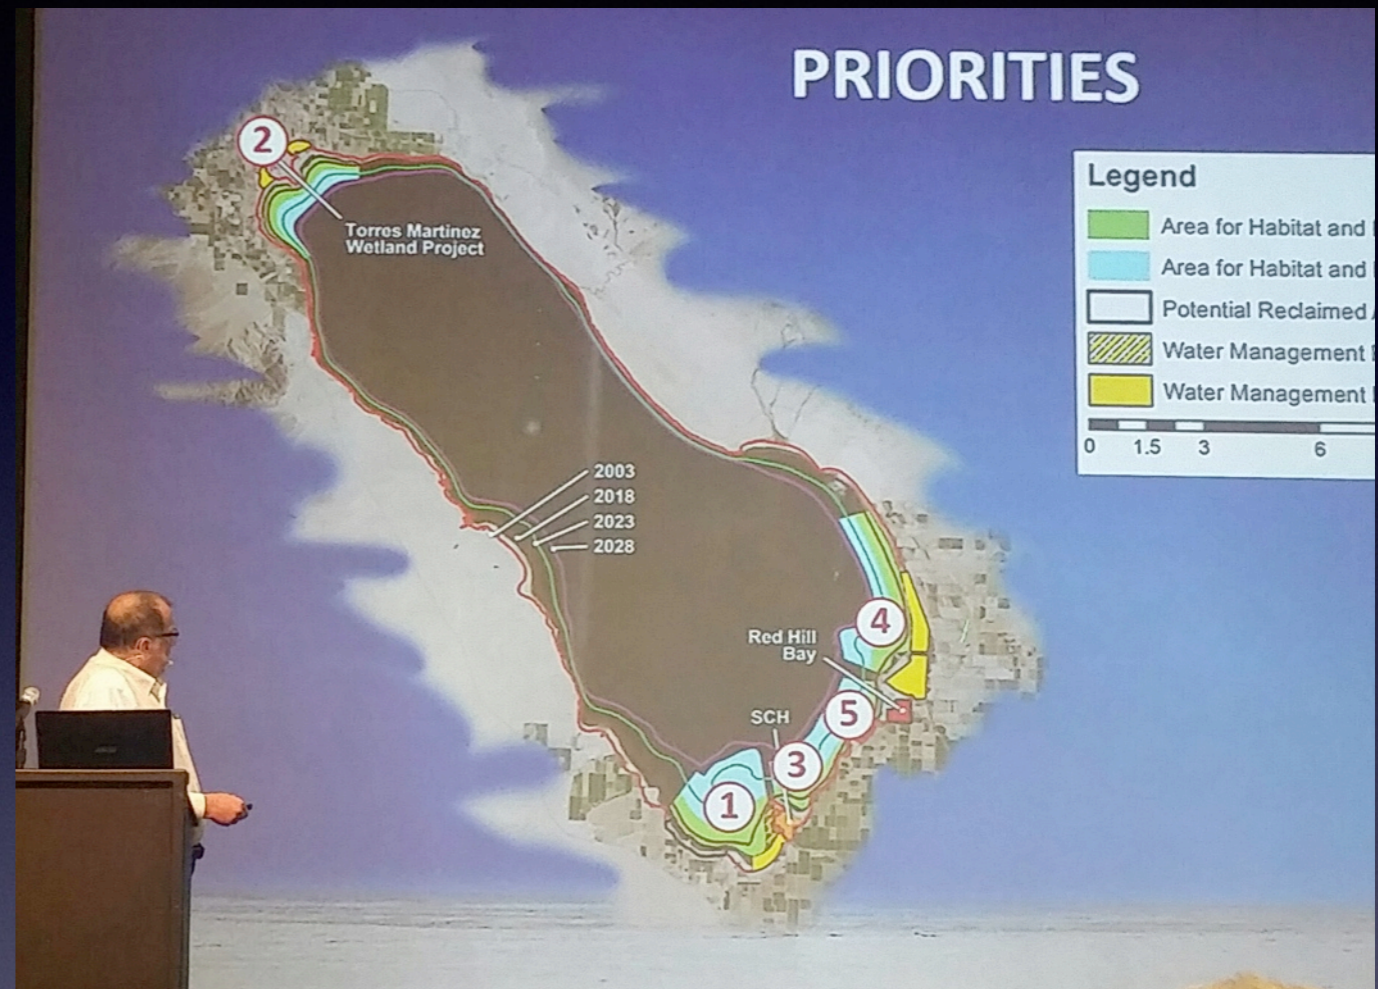 PRIORITIES
2
Torres Martinez
Wetland Project
Legend
Area for Habitat and
Area for Habitat and
Potential Reclaimed
Water Management
Water Management
0 1.5 3 6
2003
2018
2023
2028
4
Red Hill
Bay
5
SCH
3
1